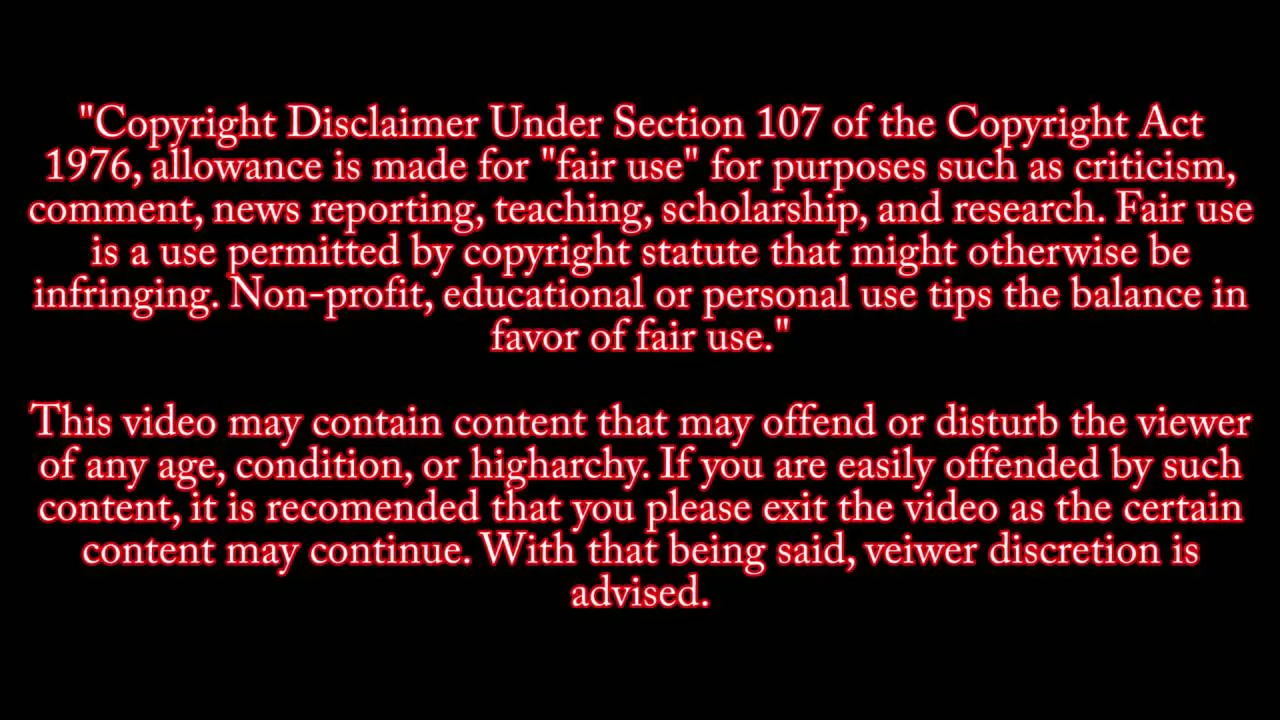 "Copyright Disclaimer Under Section 107 of the Copyright Act
1976, allowance is made for "fair use" for purposes such as criticism,
comment, news reporting, teaching, scholarship, and research. Fair use
is a use permitted by copyright statute that might otherwise be
infringing. Non-profit, educational or personal use tips the balance in
favor of fair use."
This video may contain content that may offend or disturb the viewer
of any age, condition, or higharchy. If you are easily offended by such
content, it is recomended that you please exit the video as the certain
content may continue. With that being said, veiwer discretion is
advised.